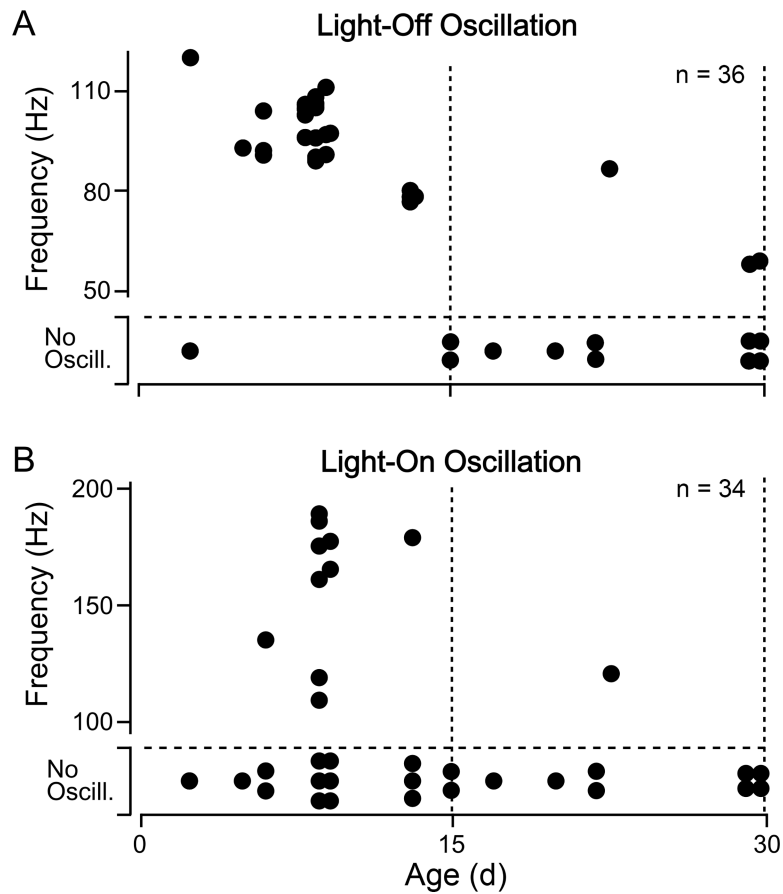 A
Light-Off Oscillation
n = 36
Frequency (Hz)
110
80
50
No
Oscill.
B
Light-On Oscillation
n = 34
Frequency (Hz)
200
150
100
No
Oscill.
0
15
30
Age (d)